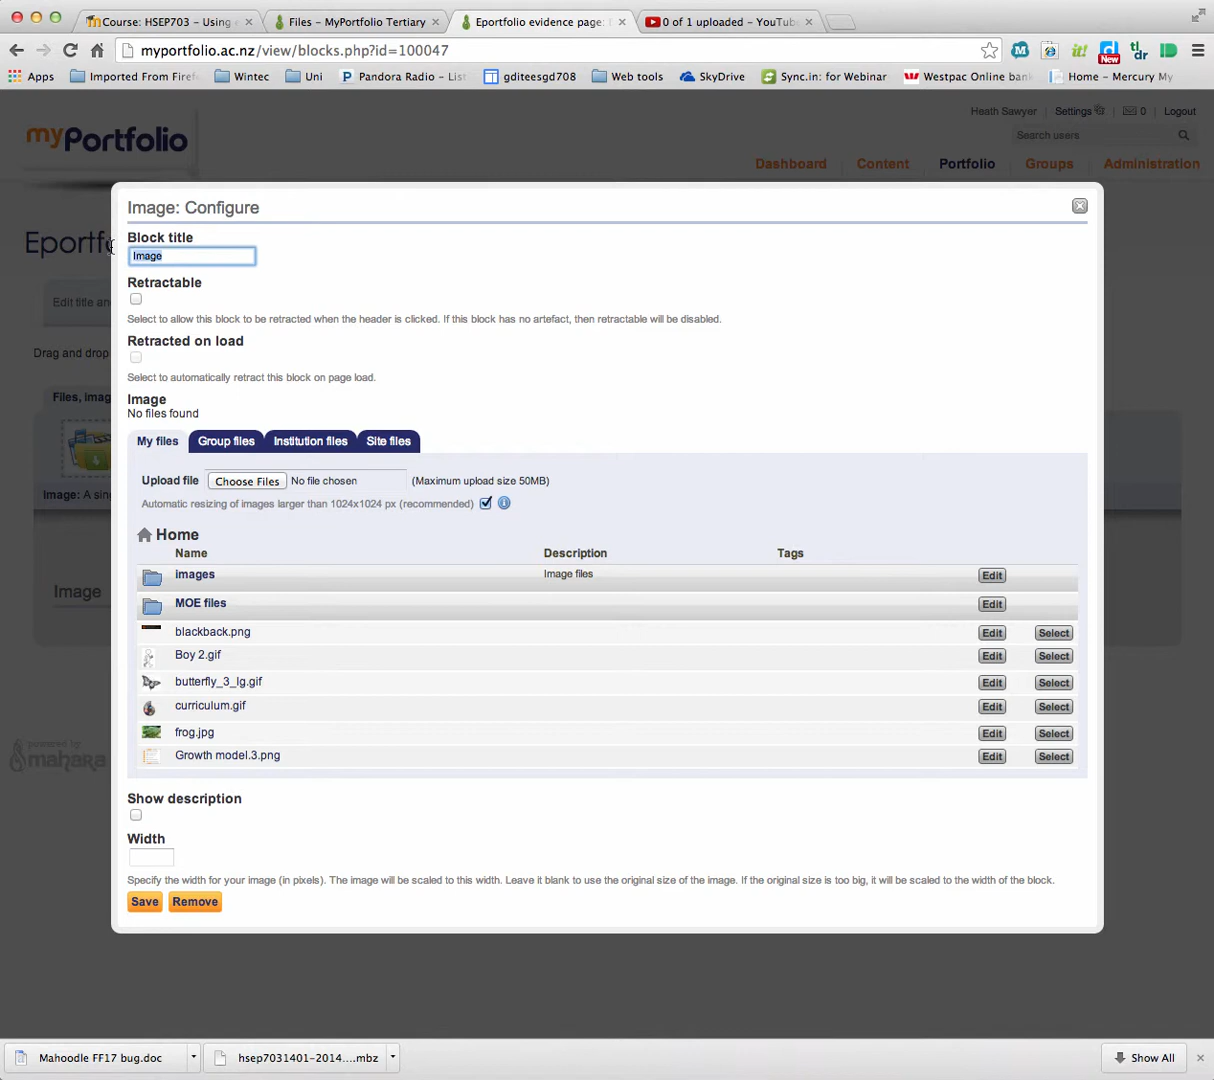 Course: HSEP703 – Using e
Files – MyPortfolio Tertiary
Eportfolio evidence page:
0 of 1 uploaded – YouTube
myportfolio.ac.nz/view/blocks.php?id=100047
it!
New
tl;
dr
Apps
Imported From Firef
Wintec
Uni
Pandora Radio – List
gditeesgd708
Web tools
SkyDrive
Sync.in: for Webinar
Westpac Online bank
Home – Mercury My
Heath Sawyer
Settings
0
Logout
myPortfolio
Search users
Dashboard
Content
Portfolio
Groups
Administration
Image: Configure
Eportfo
Block title
Image
Retractable
Edit title and
Select to allow this block to be retracted when the header is clicked. If this block has no artefact, then retractable will be disabled.
Retracted on load
Drag and drop
Select to automatically retract this block on page load.
Files, imag
Image
No files found
My files
Group files
Institution files
Site files
Upload file
Choose Files
No file chosen
(Maximum upload size 50MB)
Image: A sing
Automatic resizing of images larger than 1024x1024 px (recommended)
Home
Name
Description
Tags
images
Image files
Edit
Image
MOE files
Edit
blackback.png
Edit
Select
Boy 2.gif
Edit
Select
butterfly_3_lg.gif
Edit
Select
curriculum.gif
Edit
Select
frog.jpg
Edit
Select
powered by
mahara
Growth model.3.png
Edit
Select
Show description
Width
Specify the width for your image (in pixels). The image will be scaled to this width. Leave it blank to use the original size of the image. If the original size is too big, it will be scaled to the width of the block.
Save
Remove
Mahoodle FF17 bug.doc
hsep7031401-2014....mbz
Show All